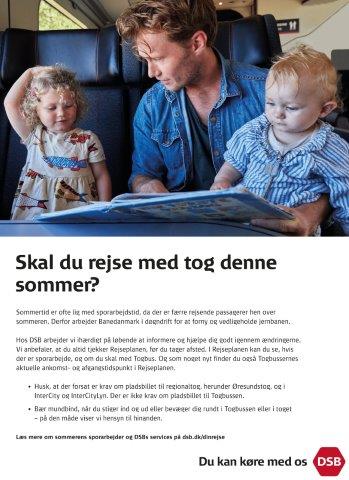 Skal du rejse med tog denne
sommer?
Sommertid er ofte lig med sporarbejdstid, da der er færre rejsende passagerer hen over
sommeren. Derfor arbejder Banedanmark i døgndrift for at forny og vedligeholde jernbanen.
Hos DSB arbejder vi ihærdigt på løbende at informere og hjælpe dig godt igennem ændringerne.
Vi anbefaler, at du altid tjekker Rejseplanen, før du tager afsted. I Rejseplanen kan du se, hvis
der er sporarbejde, og om du skal med Togbus. Og som noget nyt finder du også Togbussernes
aktuelle ankomst- og afgangstidspunkt i Rejseplanen.
• Husk, at der forsat er krav om pladsbillet til regionaltog, herunder Øresundstog, og i
InterCity og InterCityLyn. Der er ikke krav om pladsbillet til Togbussen.
• Bær mundbind, når du stiger ind og ud eller bevæger dig rundt i Togbussen eller i toget
– på den måde viser vi hensyn til hinanden.
Læs mere om sommerens sporarbejder og DSBs services på dsb.dk/dinrejse
Du kan køre med os DSB